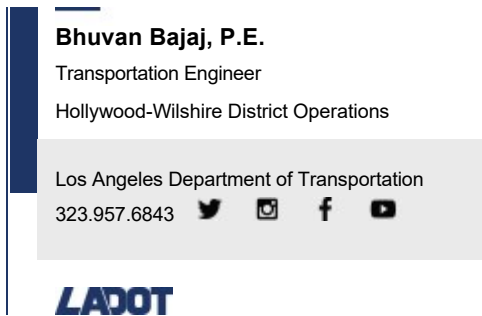 Bhuvan Bajaj, P.E.
Transportation Engineer
Hollywood-Wilshire District Operations
Los Angeles Department of Transportation
323.957.6843
LADOT